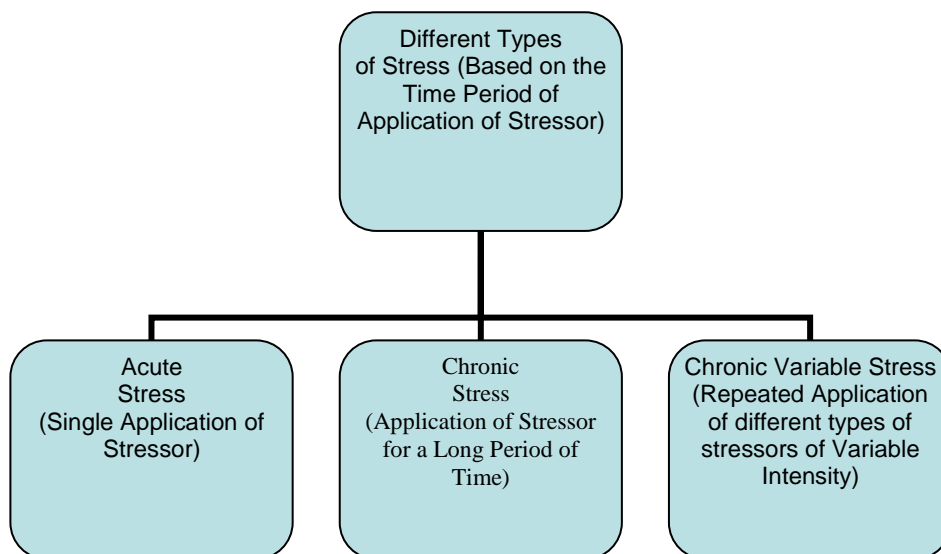 Different Types
of Stress (Based on the
Time Period of
Application of Stressor)
Acute
Stress
(Single Application of
Stressor)
Chronic
Stress
(Application of Stressor
for a Long Period of
Time)
Chronic Variable Stress
(Repeated Application
of different types of
stressors of Variable
Intensity)